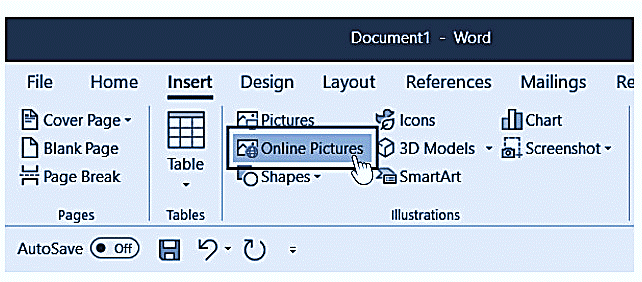 Document1 - Word
File Home Insert Design Layout References Mailings Re
Cover Page Pictures Icons Chart
Blank Page Table Online Pictures 3D Models Screenshot
Page Break Shapes SmartArt
Pages Tables Illustrations
AutoSave Off